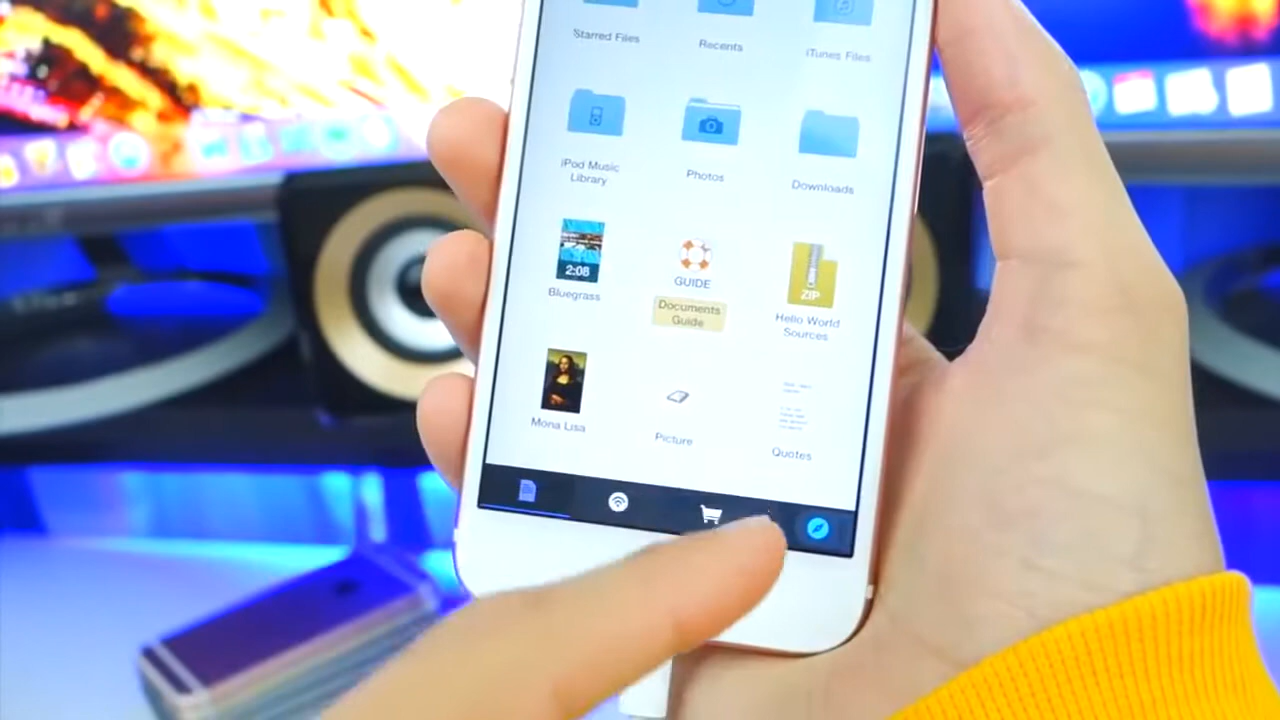 Starred Files
Recents
iTunes Files
iPod Music
Library
Photos
Downloads
2:08
Bluegrass
GUIDE
Documents
Guide
ZIP
Hello World
Sources
Mona Lisa
Picture
Quotes